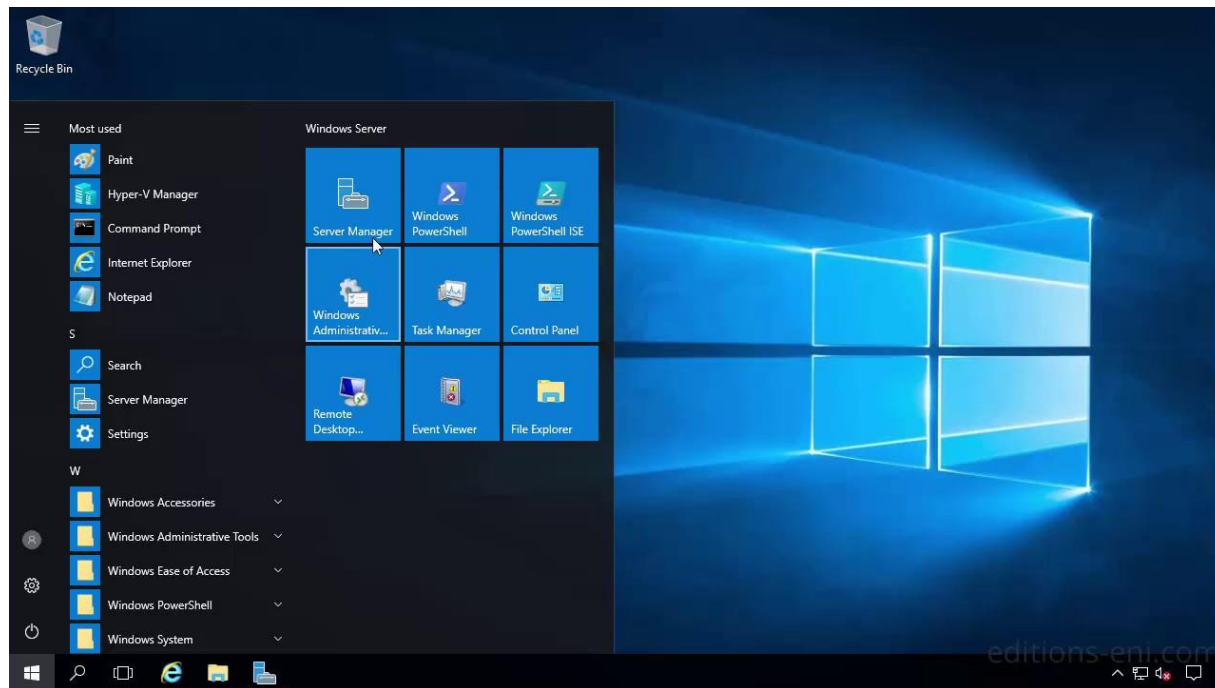 Recycle Bin
Most used
Paint
Hyper-V Manager
Command Prompt
Internet Explorer
Notepad
S
Search
Server Manager
Settings
W
Windows Accessories
Windows Administrative Tools
Windows Ease of Access
Windows PowerShell
Windows System
Windows Server
Server Manager
Windows
PowerShell
Windows
PowerShell ISE
Windows
Administrativ...
Task Manager
Control Panel
Remote
Desktop...
Event Viewer
File Explorer
editions-eni.com